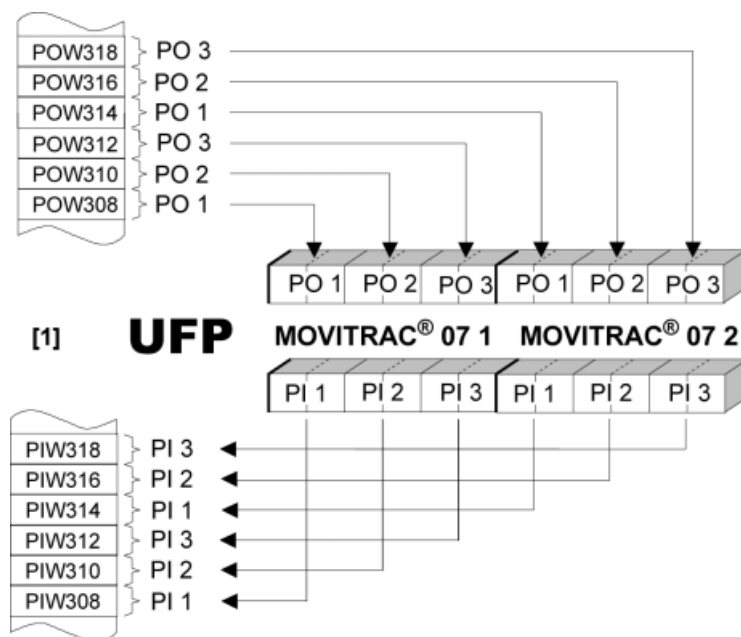 POW318 PO 3
POW316 PO 2
POW314 PO 1
POW312 PO 3
POW310 PO 2
POW308 PO 1
PO 1 PO 2 PO 3 PO 1 PO 2 PO 3
[1] UFP MOVITRAC® 07 1 MOVITRAC® 07 2
PI 1 PI 2 PI 3 PI 1 PI 2 PI 3
PIW318 PI 3
PIW316 PI 2
PIW314 PI 1
PIW312 PI 3
PIW310 PI 2
PIW308 PI 1